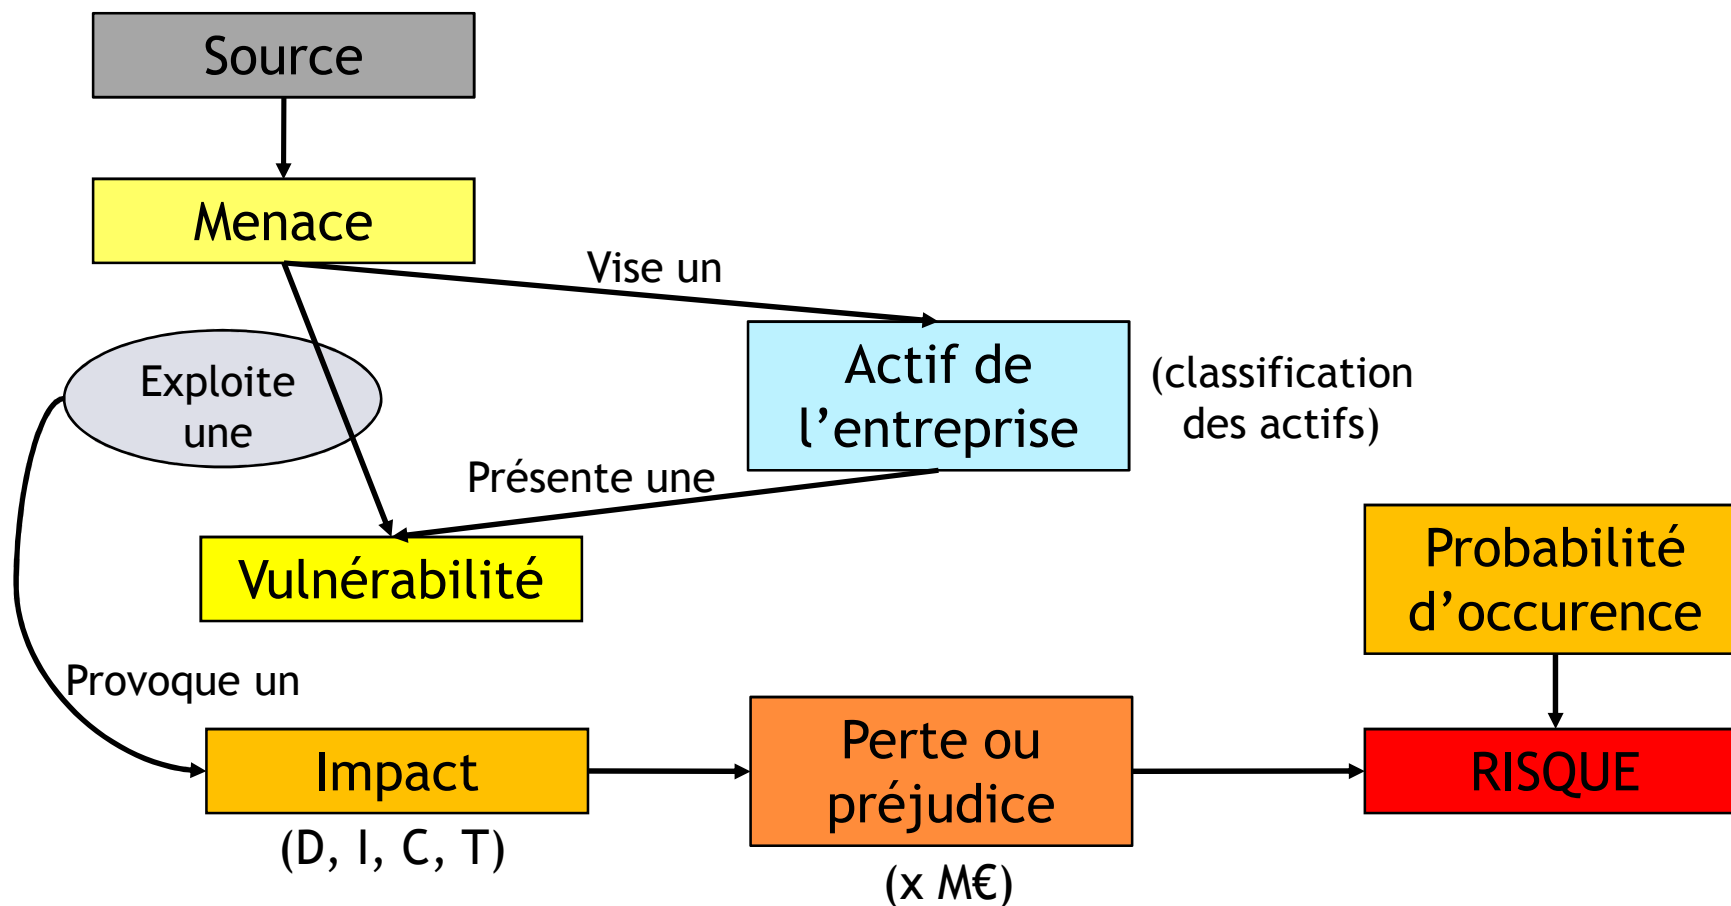 Source
Menace
Vise un
Actif de
l’entreprise
(classification
des actifs)
Exploite
une
Présente une
Vulnérabilité
Probabilité
d’occurence
Provoque un
Impact
(D, I, C, T)
Perte ou
préjudice
(x M€)
RISQUE